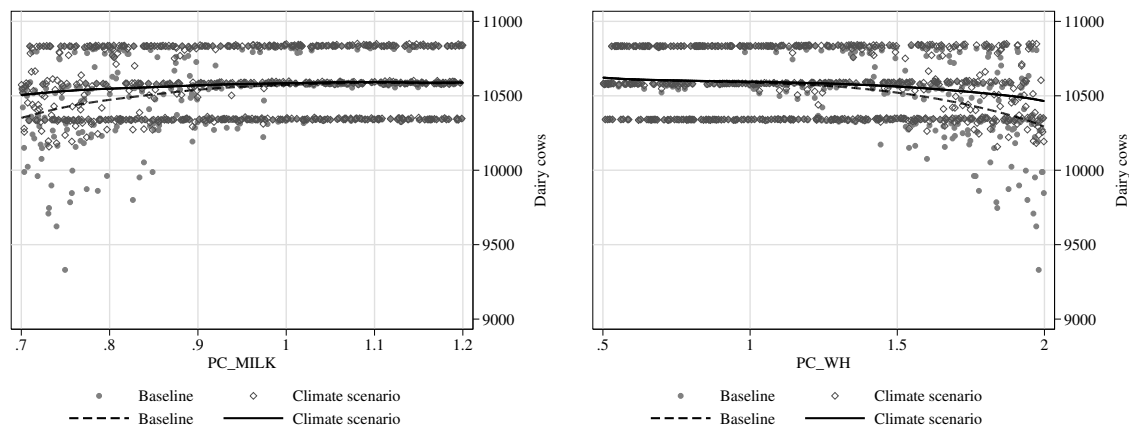 11000
10500
10000
9500
9000
Dairy cows
.7 .8 .9 1 1.1 1.2
PC_MILK
Baseline Climate scenario
Baseline Climate scenario
11000
10500
10000
9500
9000
Dairy cows
.5 1 1.5 2
PC_WH
Baseline Climate scenario
Baseline Climate scenario